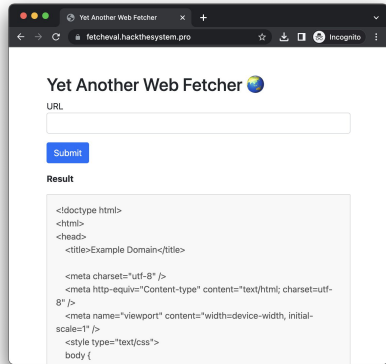 Yet Another Web Fetcher
fetcheval.hackthesystem.pro
Incognito
Yet Another Web Fetcher 🌏
URL
Submit
Result
<!doctype html>
<html>
<head>
<title>Example Domain</title>
<meta charset="utf-8" />
<meta http-equiv="Content-type" content="text/html; charset=utf-
8" />
<meta name="viewport" content="width=device-width, initial-
scale=1" />
<style type="text/css">
body {